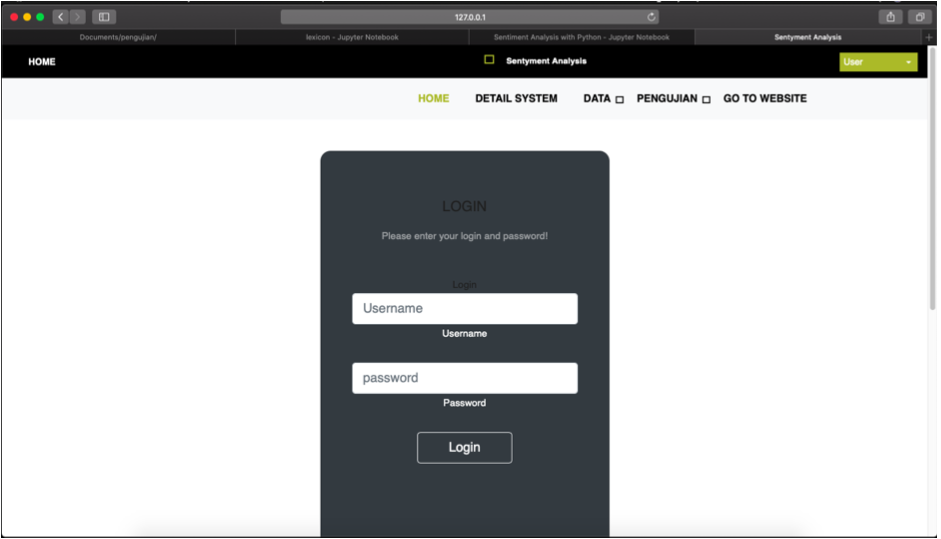 127.0.0.1
Documents/pengujian/ lexicon - Jupyter Notebook Sentiment Analysis with Python - Jupyter Notebook Sentyment Analysis
HOME Sentyment Analysis User
HOME DETAIL SYSTEM DATA PENGUJIAN GO TO WEBSITE
LOGIN
Please enter your login and password!
Login
Username
Username
password
Password
Login